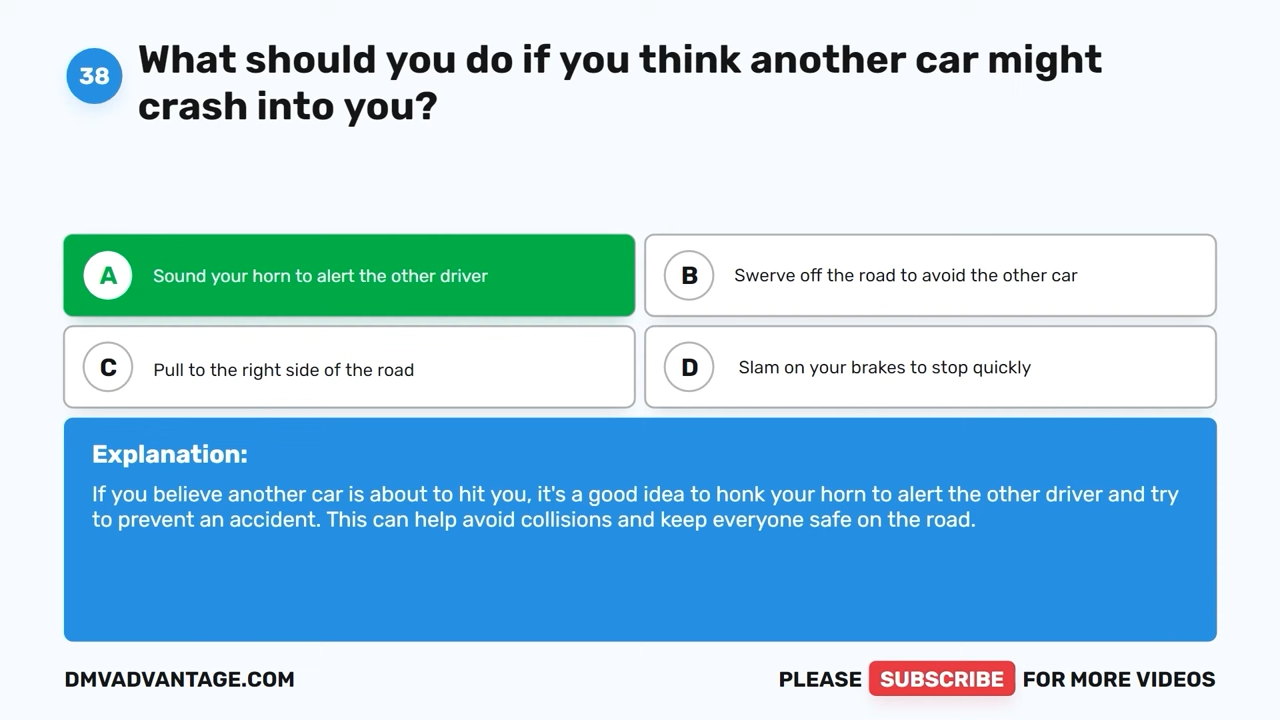 38
What should you do if you think another car might
crash into you?
A
Sound your horn to alert the other driver
B
Swerve off the road to avoid the other car
C
Pull to the right side of the road
D
Slam on your brakes to stop quickly
Explanation:
If you believe another car is about to hit you, it's a good idea to honk your horn to alert the other driver and try
to prevent an accident. This can help avoid collisions and keep everyone safe on the road.
DMVADVANTAGE.COM
PLEASE SUBSCRIBE FOR MORE VIDEOS